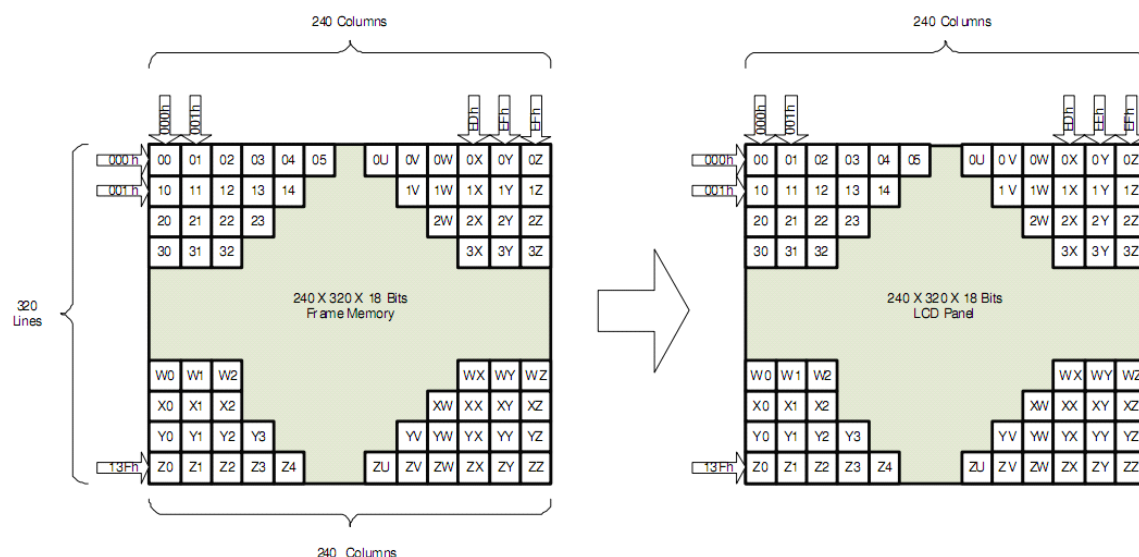 240 Columns 240 Columns
000h 001h EDh EEh EFh 000h 001h EDh EEh EFh
000 h 00 01 02 03 04 05 0U 0V 0W 0X 0Y 0Z 000h 00 01 02 03 04 05 0U 0V 0W 0X 0Y 0Z
001 h 10 11 12 13 14 1V 1W 1X 1Y 1Z 001h 10 11 12 13 14 1V 1W 1X 1Y 1Z
20 21 22 23 2W 2X 2Y 2Z 20 21 22 23 2W 2X 2Y 2Z
30 31 32 3X 3Y 3Z 30 31 32 3X 3Y 3Z
320 240 X 320 X 18 Bits 240 X 320 X 18 Bits
Lines Frame Memory LCD Panel
W0 W1 W2 WX WY WZ W0 W1 W2 WX WY WZ
X0 X1 X2 XW XX XY XZ X0 X1 X2 XW XX XY XZ
Y0 Y1 Y2 Y3 YV YW YX YY YZ Y0 Y1 Y2 Y3 YV YW YX YY YZ
13Fh Z0 Z1 Z2 Z3 Z4 ZU ZV ZW ZX ZY ZZ 13Fh Z0 Z1 Z2 Z3 Z4 ZU ZV ZW ZX ZY ZZ
240 Columns